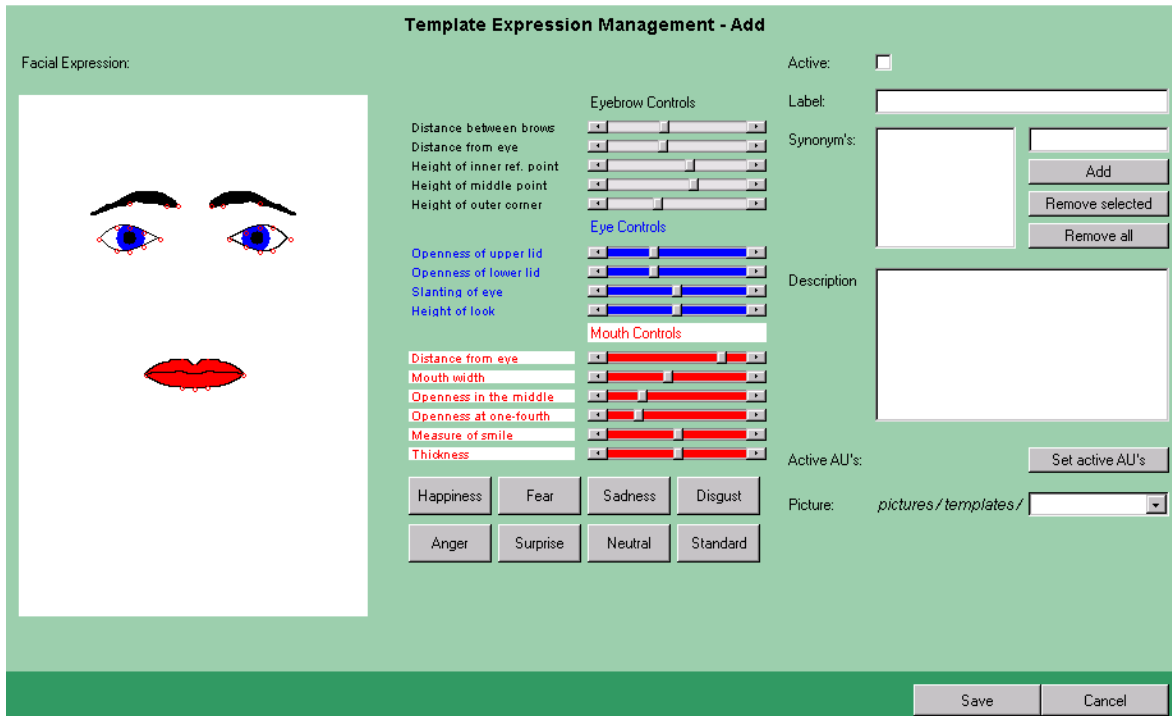 Template Expression Management - Add
Facial Expression:
Eyebrow Controls
Distance between brows
Distance from eye
Height of inner ref. point
Height of middle point
Height of outer corner
Eye Controls
Openness of upper lid
Openness of lower lid
Slanting of eye
Height of look
Mouth Controls
Distance from eye
Mouth width
Openness in the middle
Openness at one-fourth
Measure of smile
Thickness
Happiness Fear Sadness Disgust
Anger Surprise Neutral Standard
Active:
Label:
Synonym's:
Add
Remove selected
Remove all
Description
Active AU's: Set active AU's
Picture: pictures/templates/
Save Cancel